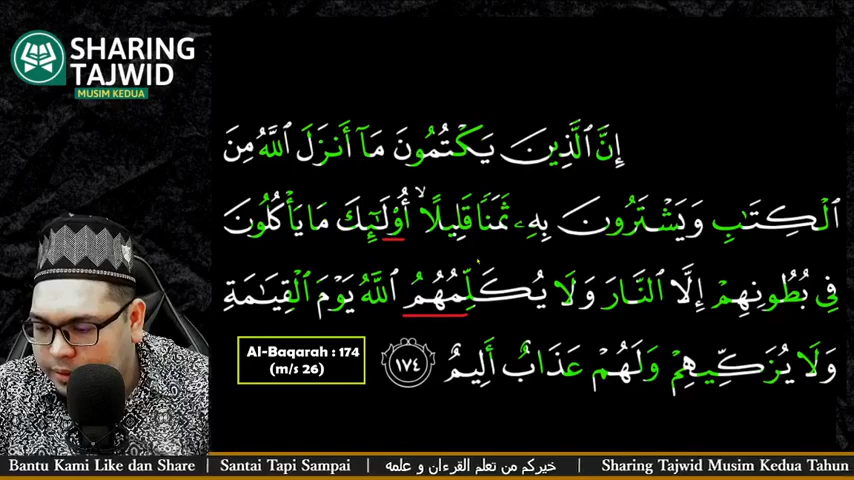 SHARING
TAJWID
MUSIM KEDUA
إِنَّ ٱلَّذِينَ يَكْتُمُونَ مَآ أَنزَلَ ٱللَّهُ مِنَ
ٱلْكِتَـٰبِ وَيَشْتَرُونَ بِهِۦ ثَمَنًا قَلِيلًا ۙ أُو۟لَـٰٓئِكَ مَا يَأْكُلُونَ
فِى بُطُونِهِمْ إِلَّا ٱلنَّارَ وَلَا يُكَلِّمُهُمُ ٱللَّهُ يَوْمَ ٱلْقِيَـٰمَةِ
وَلَا يُزَكِّيهِمْ وَلَهُمْ عَذَابٌ أَلِيمٌ ١٧٤
Al-Baqarah : 174
(m/s 26)
Bantu Kami Like dan Share | Santai Tapi Sampai | خيركم من تعلم القرءان و علمه | Sharing Tajwid Musim Kedua Tahun